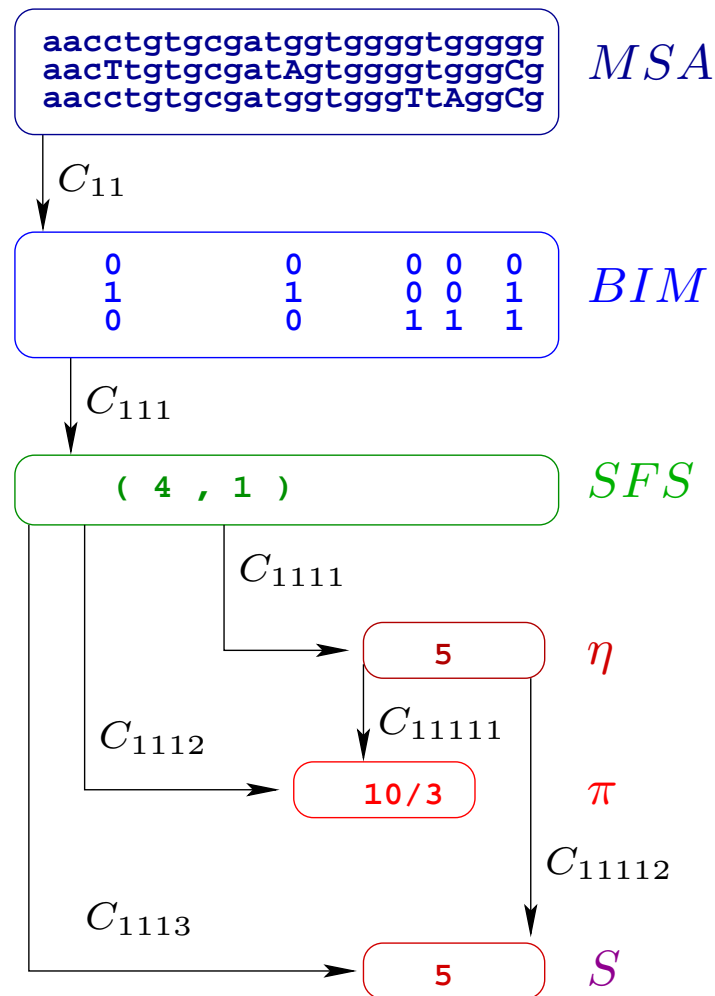 aacctgtgcgatggtggggtggggg MSA
aacTtgtgcgatAgtggggtgggCg
aacctgtgcgatggtgggTtAggCg
C₁₁
0 0 0 0 0
1 1 0 0 1 BIM
0 0 1 1 1
C₁₁₁
( 4 , 1 ) SFS
C₁₁₁₁
5 η
C₁₁₁₂ C₁₁₁₁₁
10/3 π
C₁₁₁₁₂
C₁₁₁₃
5 S